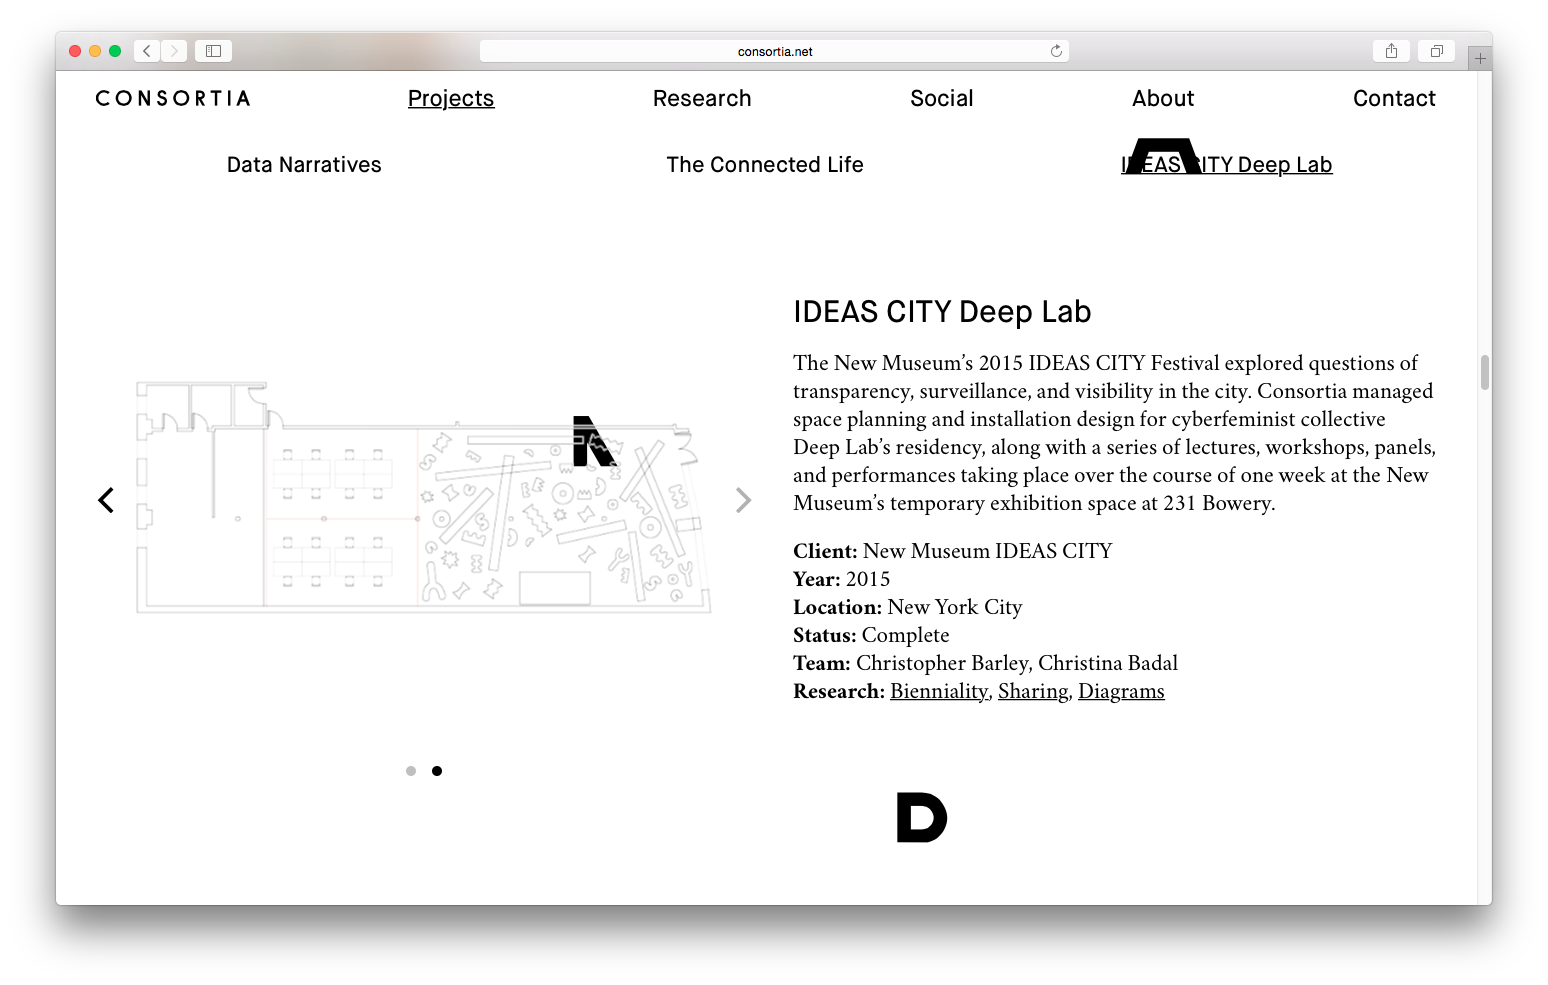 consortia.net
CONSORTIA Projects Research Social About Contact
Data Narratives The Connected Life IDEAS CITY Deep Lab
IDEAS CITY Deep Lab
The New Museum’s 2015 IDEAS CITY Festival explored questions of
transparency, surveillance, and visibility in the city. Consortia managed
space planning and installation design for cyberfeminist collective
Deep Lab’s residency, along with a series of lectures, workshops, panels,
and performances taking place over the course of one week at the New
Museum’s temporary exhibition space at 231 Bowery.
Client: New Museum IDEAS CITY
Year: 2015
Location: New York City
Status: Complete
Team: Christopher Barley, Christina Badal
Research: Bienniality, Sharing, Diagrams
D